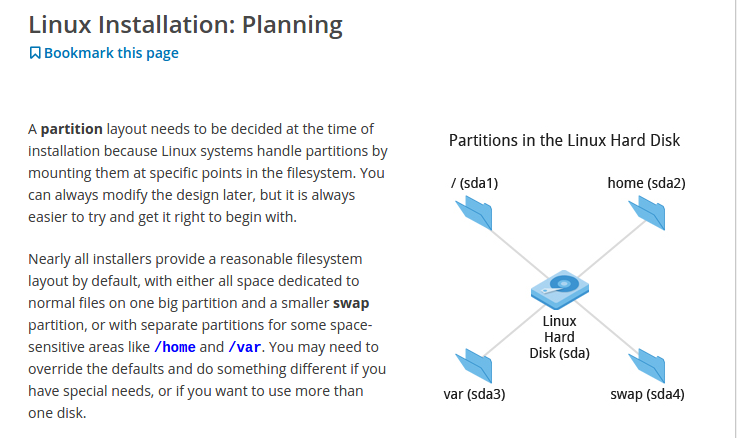 Linux Installation: Planning
Bookmark this page
A partition layout needs to be decided at the time of
installation because Linux systems handle partitions by
mounting them at specific points in the filesystem. You
can always modify the design later, but it is always
easier to try and get it right to begin with.
Nearly all installers provide a reasonable filesystem
layout by default, with either all space dedicated to
normal files on one big partition and a smaller swap
partition, or with separate partitions for some space-
sensitive areas like /home and /var. You may need to
override the defaults and do something different if you
have special needs, or if you want to use more than
one disk.
Partitions in the Linux Hard Disk
/ (sda1)
home (sda2)
Linux
Hard
Disk (sda)
var (sda3)
swap (sda4)